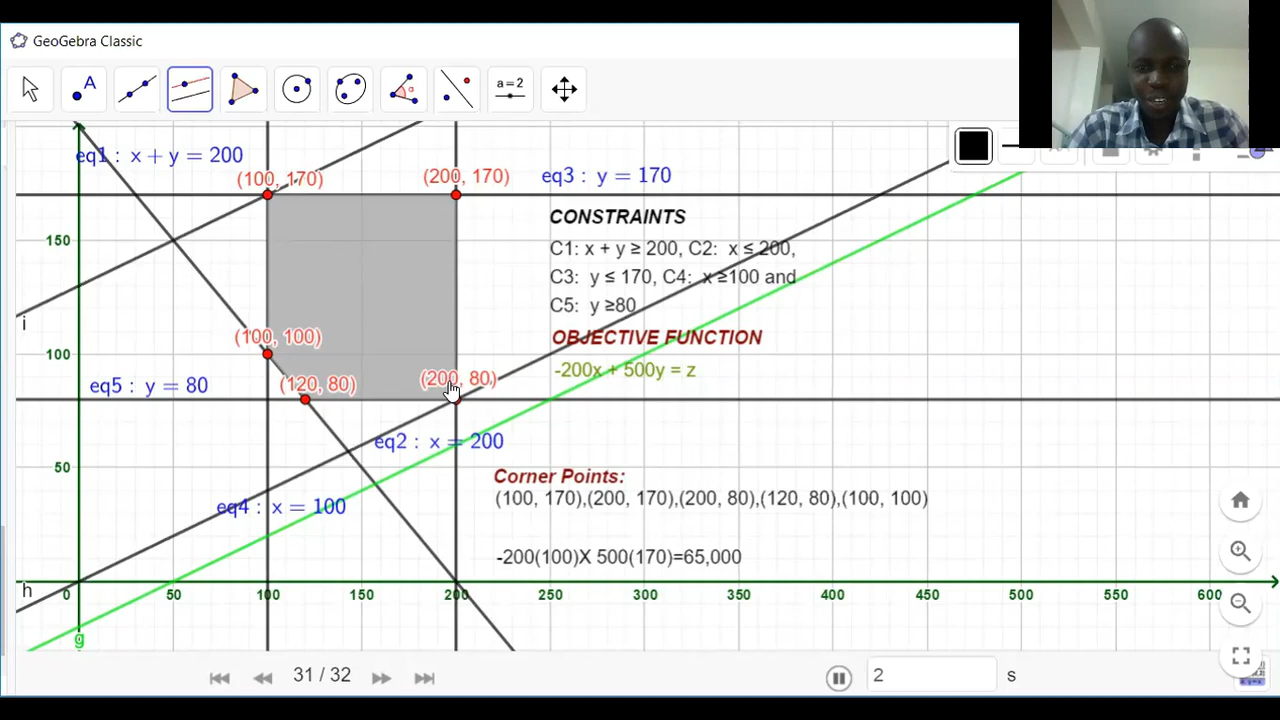 GeoGebra Classic
A
a = 2
eq1 : x + y = 200
(100, 170)
(200, 170)
eq3 : y = 170
CONSTRAINTS
150
C1: x + y ≥ 200, C2: x ≤ 200,
C3: y ≤ 170, C4: x ≥100 and
C5: y ≥80
i
(100, 100)
OBJECTIVE FUNCTION
100
-200x + 500y = z
eq5 : y = 80
(120, 80)
(200, 80)
eq2 : x = 200
50
Corner Points:
(100, 170),(200, 170),(200, 80),(120, 80),(100, 100)
eq4 : x = 100
-200(100)X 500(170)=65,000
h
0 50 100 150 200 250 300 350 400 450 500 550 600
g
31 / 32
2 s